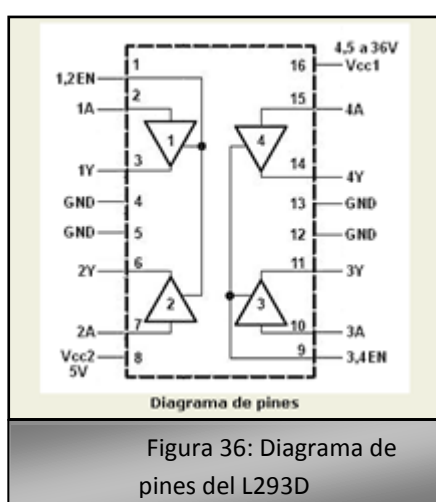 4,5 a 36V
1 16 Vcc1
1,2EN
2 15
1A 4A
1 4
3 14
1Y 4Y
GND 4 13 GND
GND 5 12 GND
2Y 6 11 3Y
2 3
7 10
2A 3A
Vcc2 8 9 3,4EN
5V
Diagrama de pines
Figura 36: Diagrama de
pines del L293D